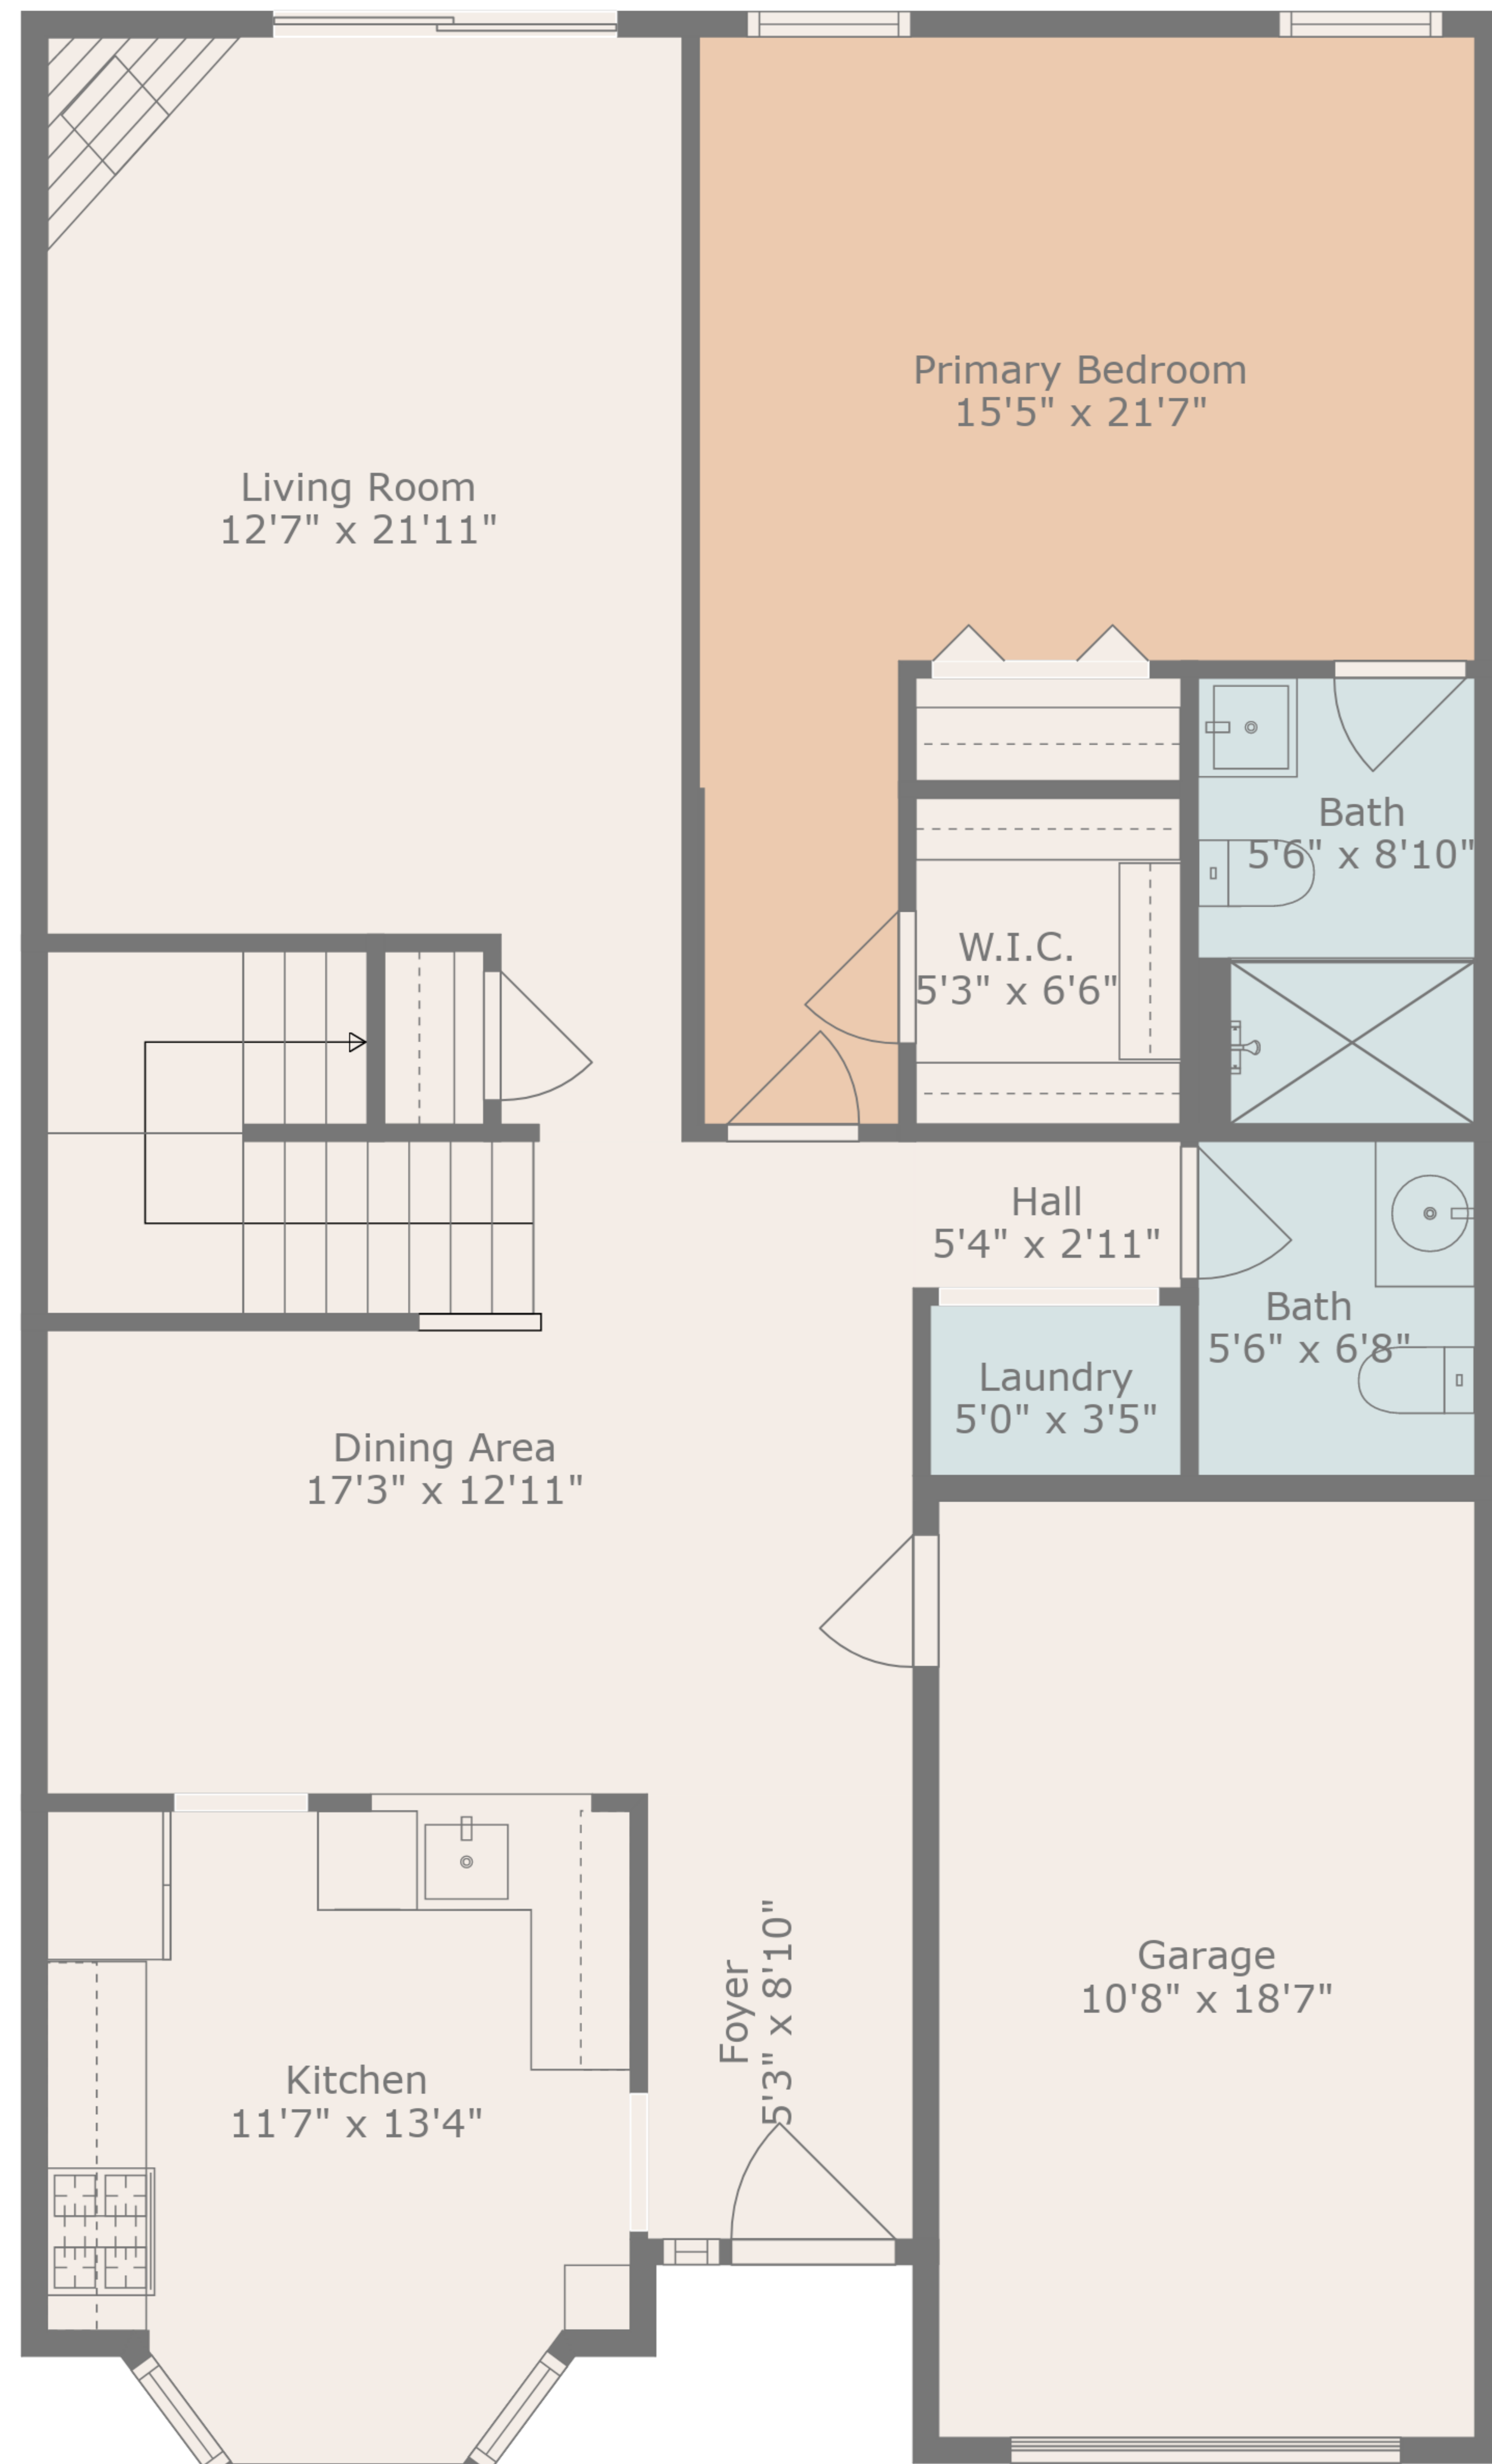 Primary Bedroom
15'5" x 21'7"
Living Room
12'7" x 21'11"
Bath
5'6" x 8'10"
W.I.C.
5'3" x 6'6"
Hall
5'4" x 2'11"
Bath
5'6" x 6'8"
Laundry
5'0" x 3'5"
Dining Area
17'3" x 12'11"
Foyer
5'3" x 8'10"
Garage
10'8" x 18'7"
Kitchen
11'7" x 13'4"